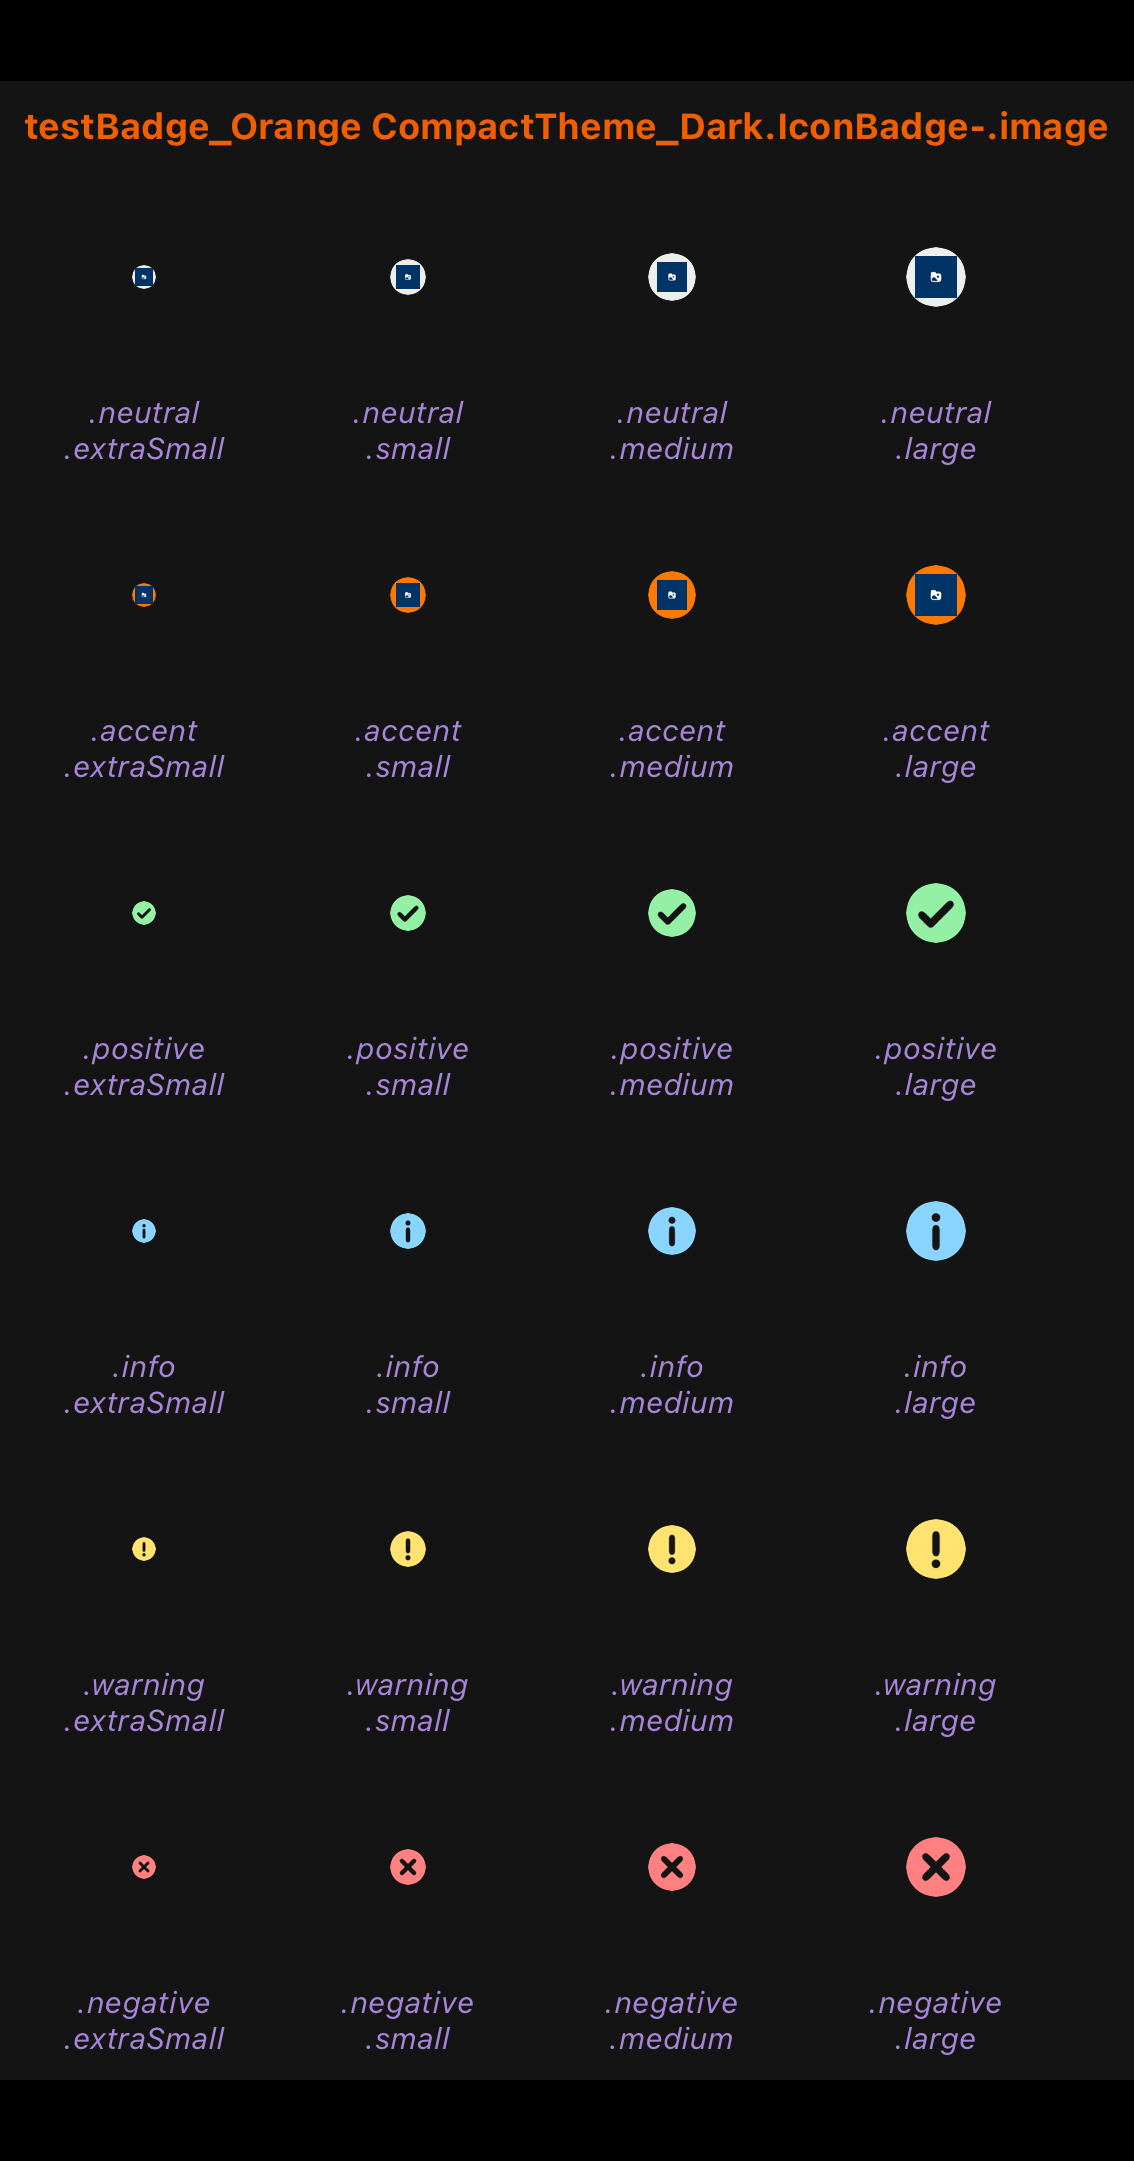 testBadge_Orange CompactTheme_Dark.IconBadge-.image
.neutral .neutral .neutral .neutral
.extraSmall .small .medium .large
.accent .accent .accent .accent
.extraSmall .small .medium .large
.positive .positive .positive .positive
.extraSmall .small .medium .large
.info .info .info .info
.extraSmall .small .medium .large
.warning .warning .warning .warning
.extraSmall .small .medium .large
.negative .negative .negative .negative
.extraSmall .small .medium .large